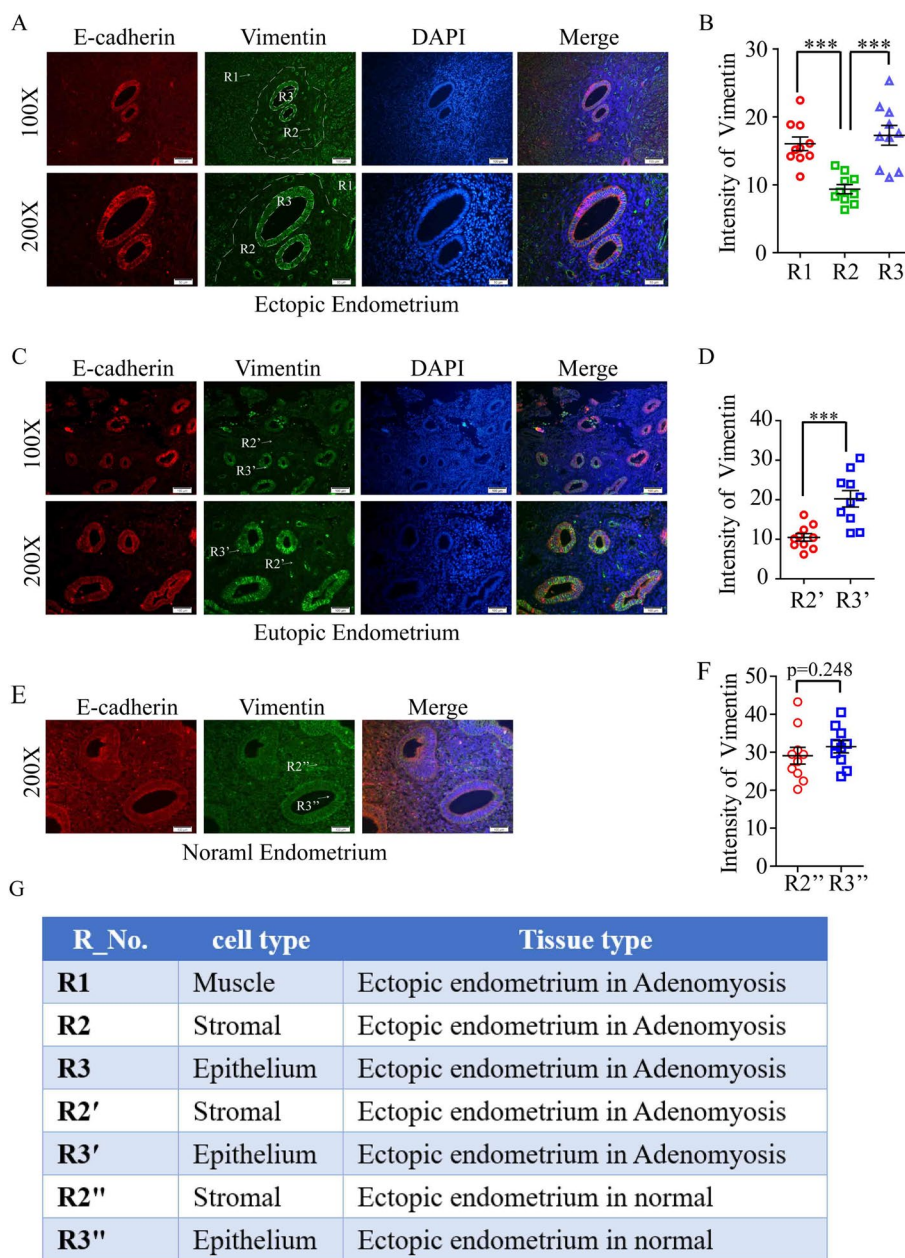 A
E-cadherin Vimentin DAPI Merge
100X
R1
R3
R2
200X
R1
R3
R2
Ectopic Endometrium
B
Intensity of Vimentin
30
20
10
0
*** ***
R1 R2 R3
C
E-cadherin Vimentin DAPI Merge
100X
R2’
R3’
200X
R3’
R2’
Eutopic Endometrium
D
Intensity of Vimentin
40
30
20
10
0
***
R2’ R3’
E
E-cadherin Vimentin Merge
200X
R2’’
R3’’
Noraml Endometrium
F
Intensity of Vimentin
50
40
30
20
10
0
p=0.248
R2’’ R3’’
G
R_No. cell type Tissue type
R1 Muscle Ectopic endometrium in Adenomyosis
R2 Stromal Ectopic endometrium in Adenomyosis
R3 Epithelium Ectopic endometrium in Adenomyosis
R2′ Stromal Ectopic endometrium in Adenomyosis
R3′ Epithelium Ectopic endometrium in Adenomyosis
R2" Stromal Ectopic endometrium in normal
R3" Epithelium Ectopic endometrium in normal